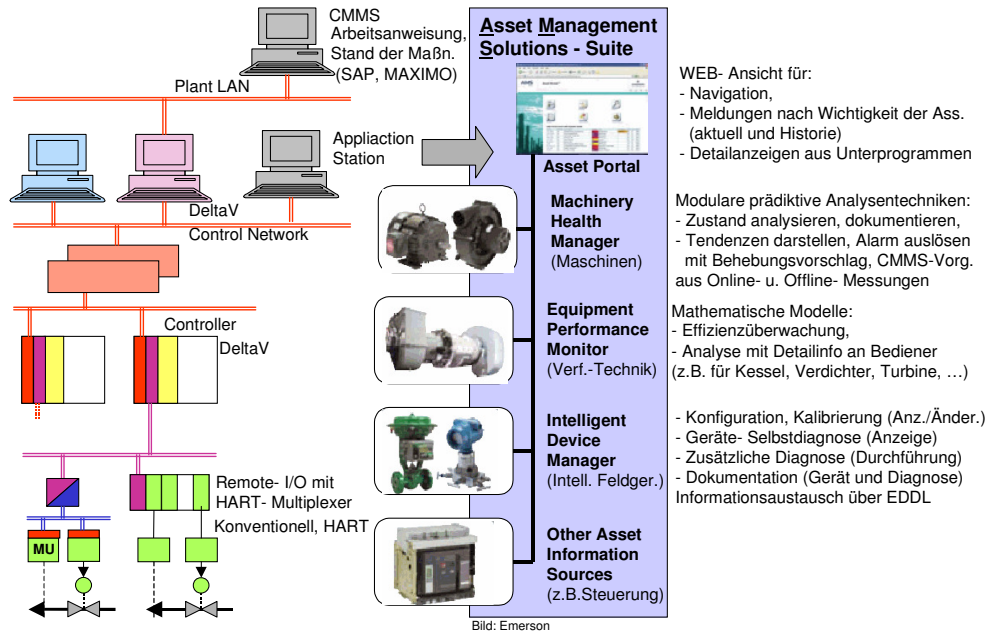 CMMS
Arbeitsanweisung,
Stand der Maßn.
(SAP, MAXIMO)
Plant LAN
Appliaction
Station
DeltaV
Control Network
Controller
DeltaV
Remote- I/O mit
HART- Multiplexer
Konventionell, HART
MU
Asset Management
Solutions - Suite
Asset Portal
Machinery
Health
Manager
(Maschinen)
Equipment
Performance
Monitor
(Verf.-Technik)
Intelligent
Device
Manager
(Intell. Feldger.)
Other Asset
Information
Sources
(z.B.Steuerung)
Bild: Emerson
WEB- Ansicht für:
- Navigation,
- Meldungen nach Wichtigkeit der Ass.
(aktuell und Historie)
- Detailanzeigen aus Unterprogrammen
Modulare prädiktive Analysentechniken:
- Zustand analysieren, dokumentieren,
- Tendenzen darstellen, Alarm auslösen
mit Behebungsvorschlag, CMMS-Vorg.
aus Online- u. Offline- Messungen
Mathematische Modelle:
- Effizienzüberwachung,
- Analyse mit Detailinfo an Bediener
(z.B. für Kessel, Verdichter, Turbine, …)
- Konfiguration, Kalibrierung (Anz./Änder.)
- Geräte- Selbstdiagnose (Anzeige)
- Zusätzliche Diagnose (Durchführung)
- Dokumentation (Gerät und Diagnose)
Informationsaustausch über EDDL